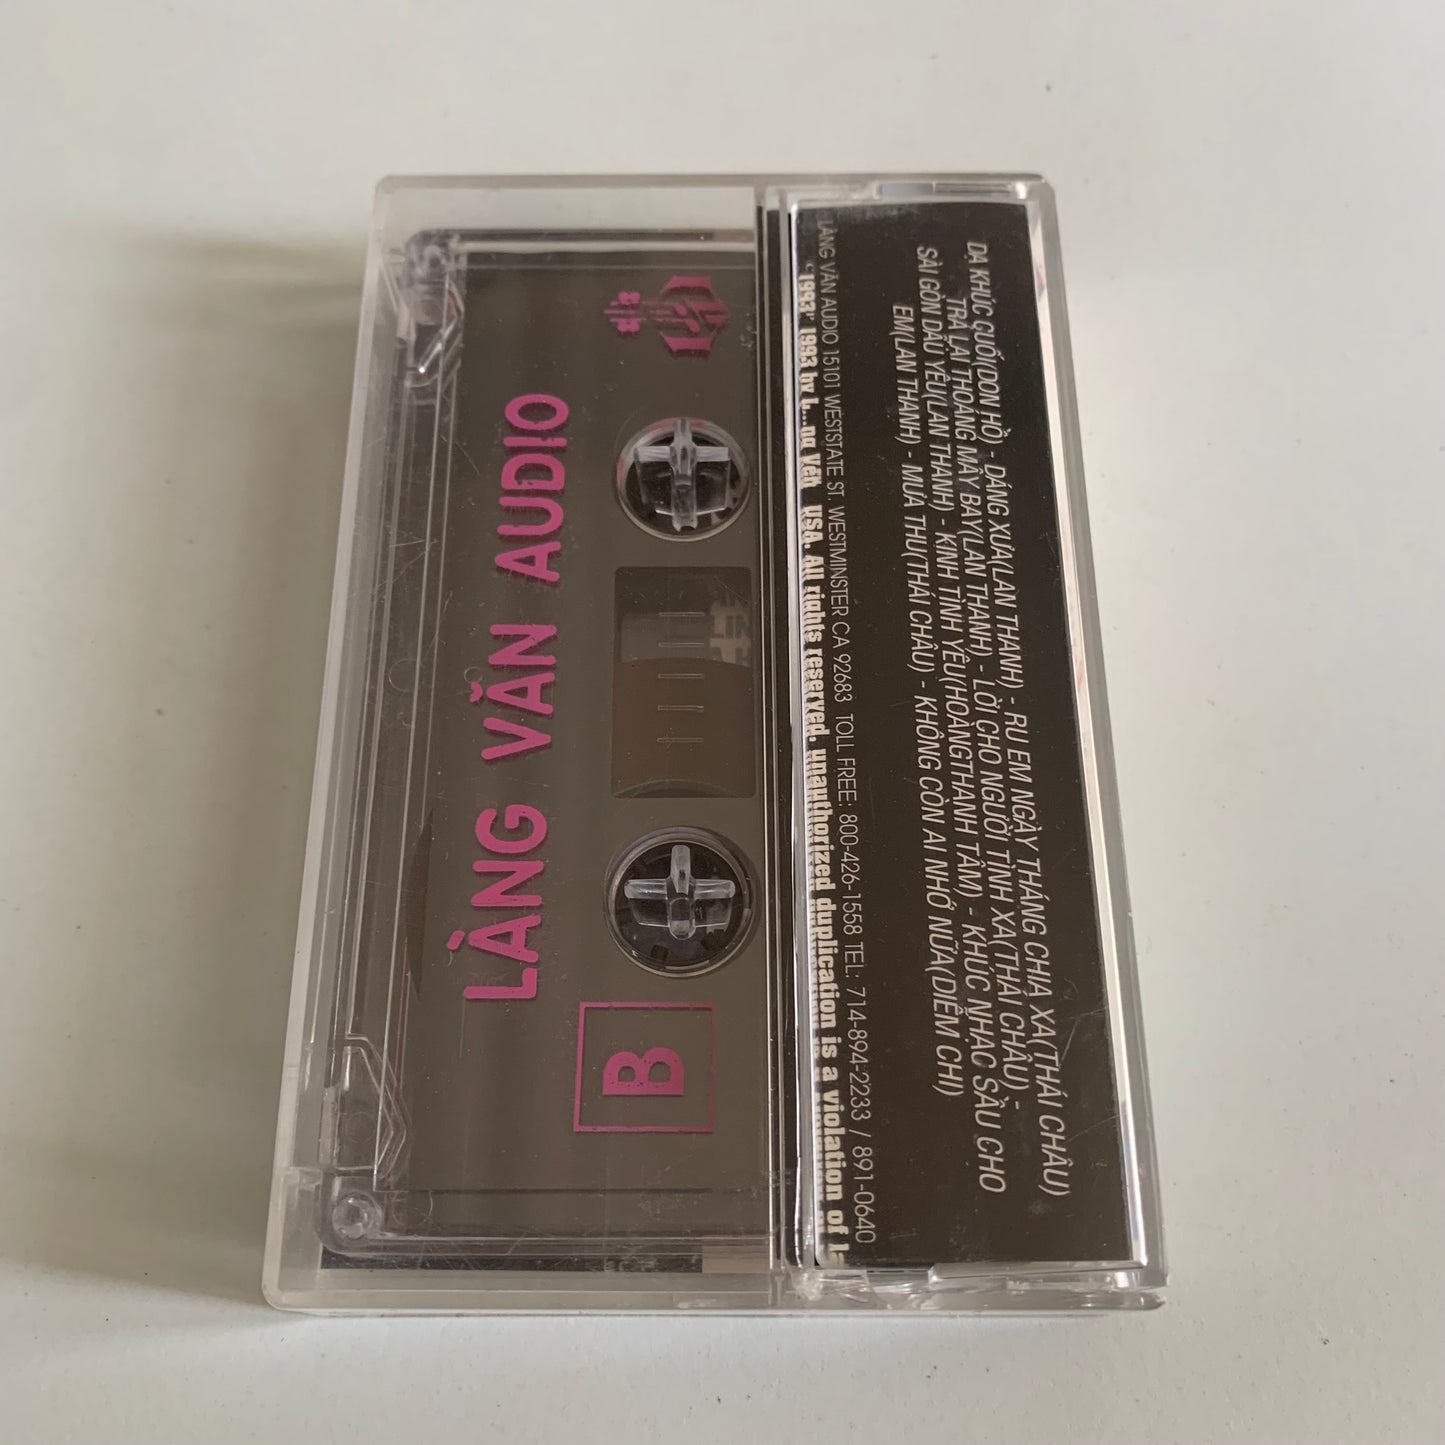 LÀNG VĂN AUDIO
B
DẠ KHÚC CUỐI(DON HỒ) - DÁNG XƯA(LAN THANH) - RU EM NGÀY THÁNG CHIA XA(THÁI CHÂU)
TRẢ LẠI THOÁNG MÂY BAY(LAN THANH) - LỜI CHO NGƯỜI TÌNH XA(THÁI CHÂU) -
SÀI GÒN DẤU YÊU(LAN THANH) - KINH TÌNH YÊU(HOÀNGTHANH TÂM) - KHÚC NHẠC SẦU CHO
EM(LAN THANH) - MƯA THU(THÁI CHÂU) - KHÔNG CÒN AI NHỚ NỮA(DIỄM CHI)
LÀNG VĂN AUDIO 15101 WESTSTATE ST. WESTMINSTER CA 92683 TOLL FREE: 800-426-1558 TEL: 714-894-2233 / 891-0640
1993 by USA. All rights reserved. unauthorized duplication is a violation of